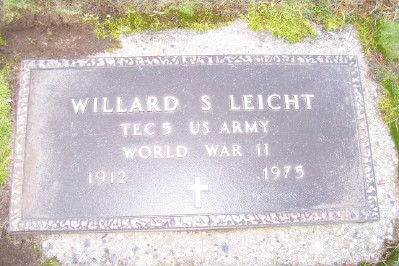 WILLARD S LEICHT
TEC 5 US ARMY
WORLD WAR II
1912 1975